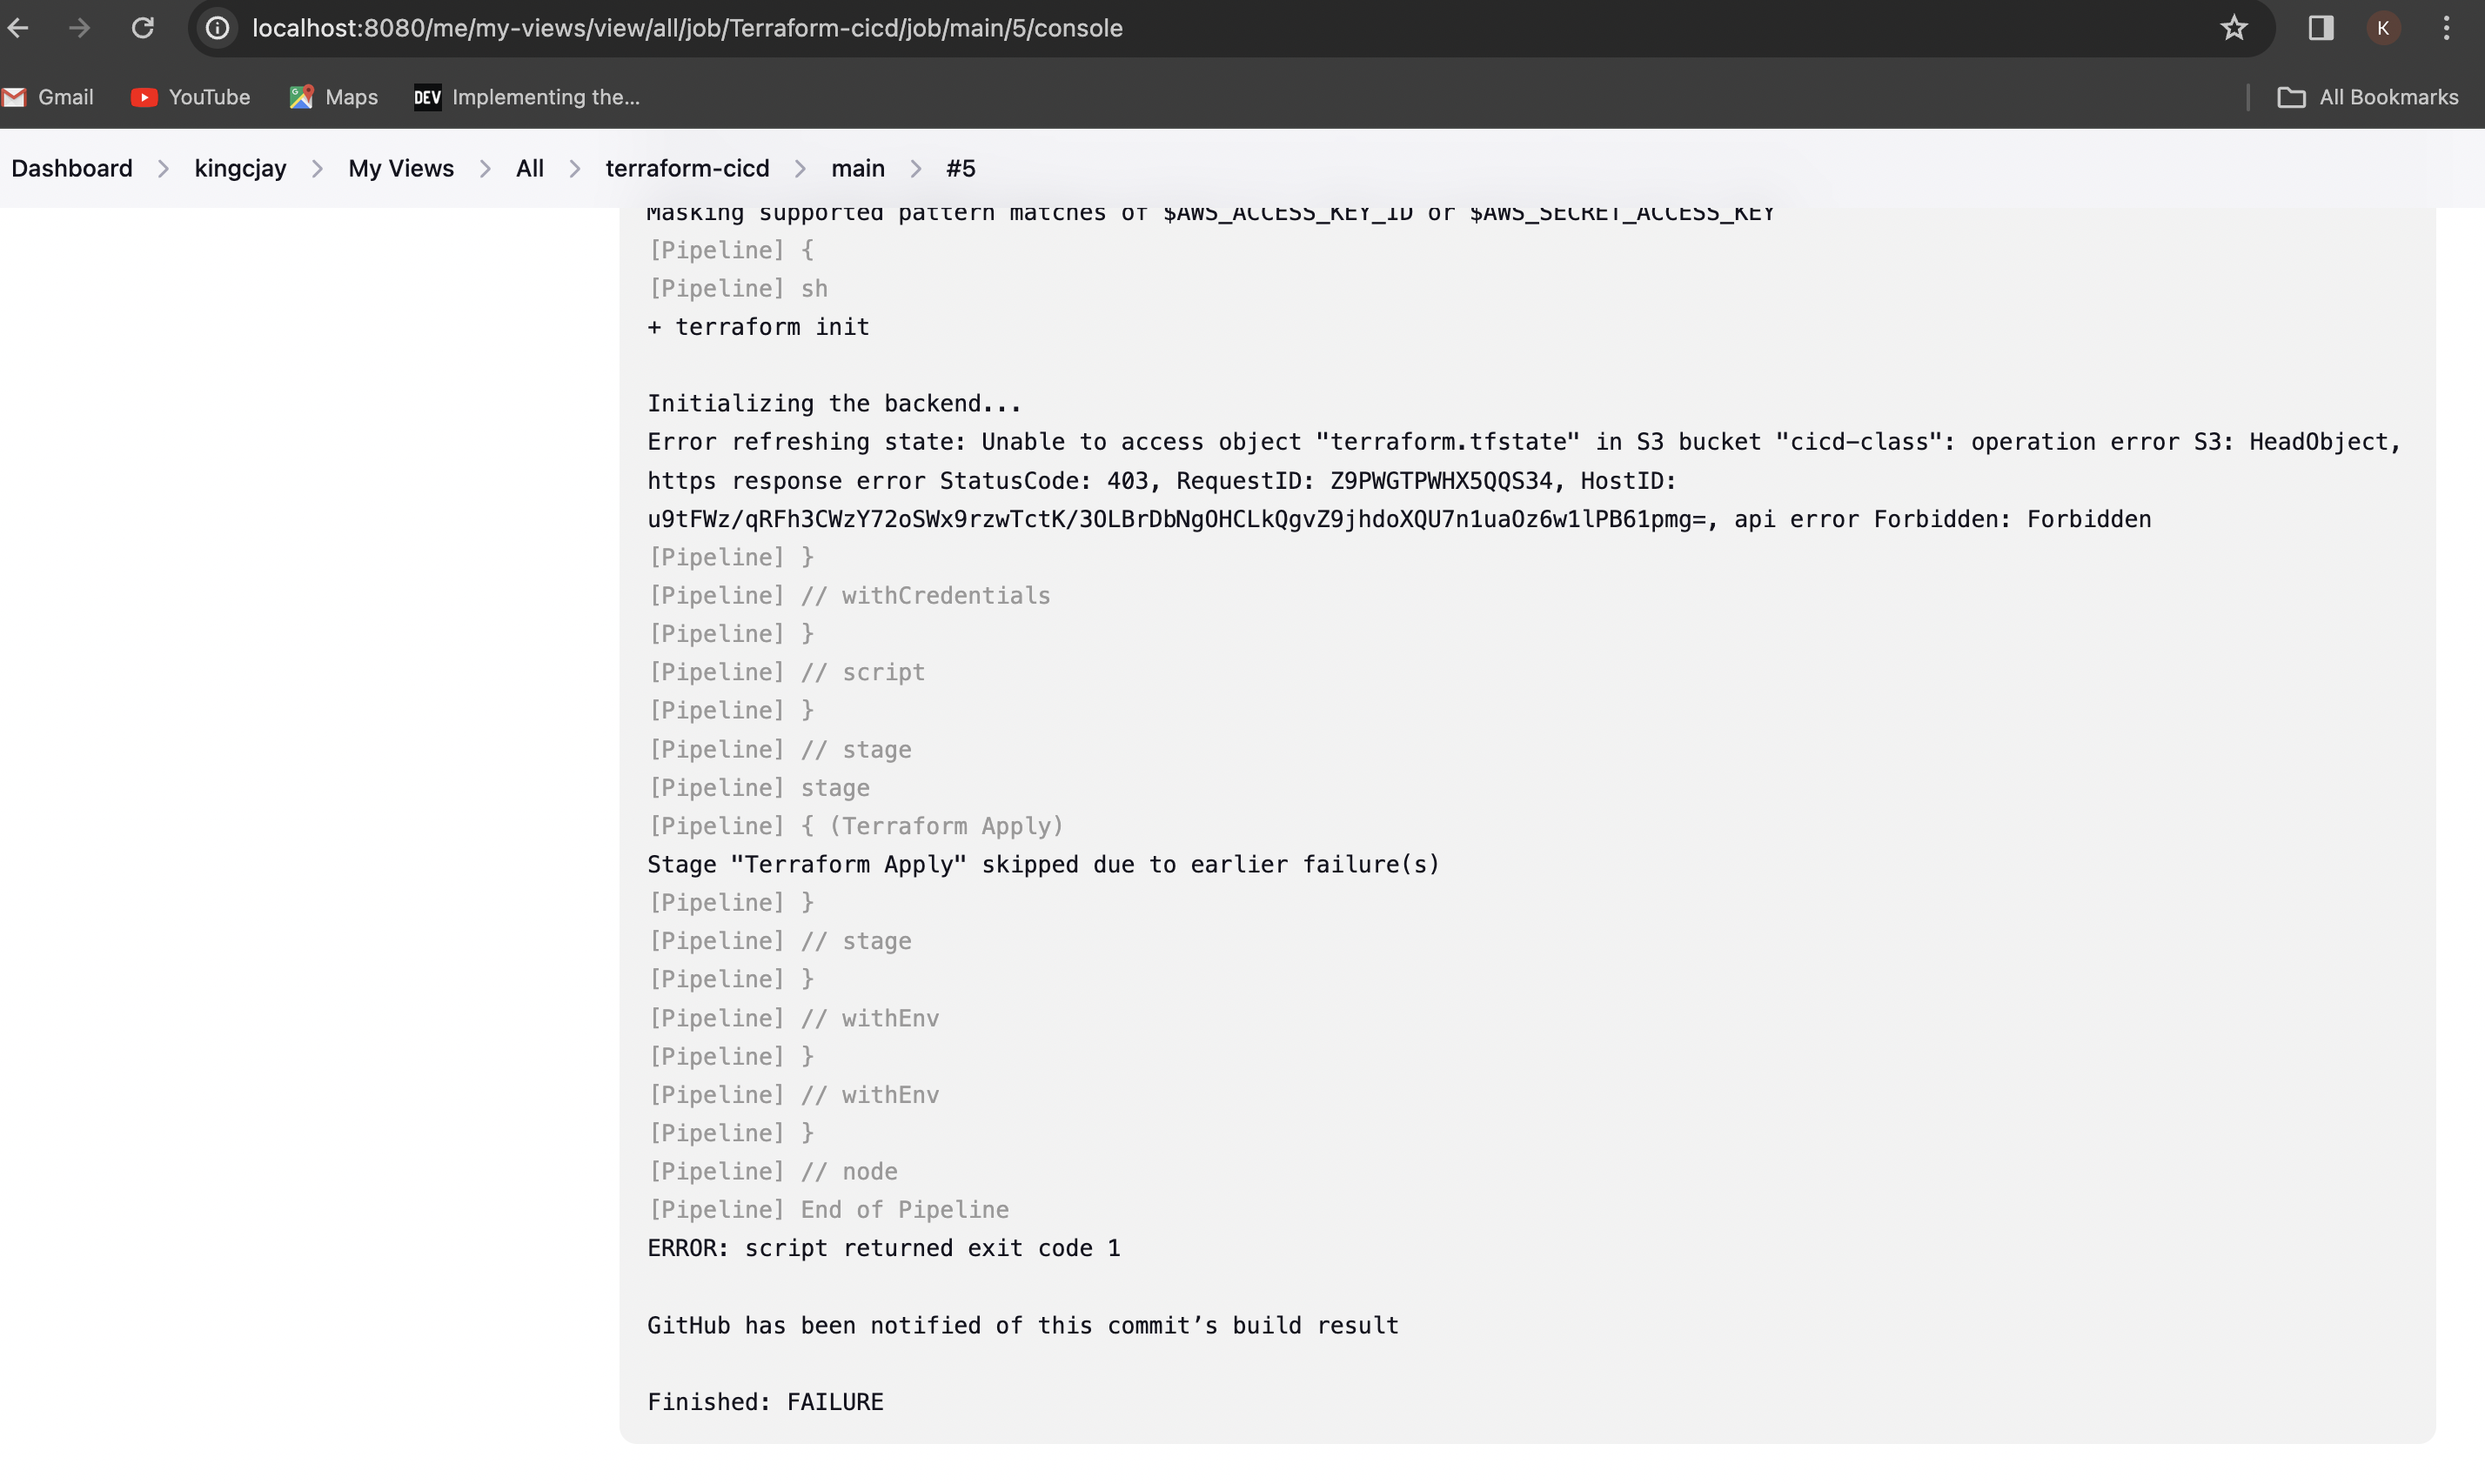 localhost:8080/me/my-views/view/all/job/Terraform-cicd/job/main/5/console
K
Gmail
YouTube
Maps
DEV Implementing the...
All Bookmarks
Dashboard > kingcjay > My Views > All > terraform-cicd > main > #5
Masking supported pattern matches of $AWS_ACCESS_KEY_ID or $AWS_SECRET_ACCESS_KEY
[Pipeline] {
[Pipeline] sh
+ terraform init
Initializing the backend...
Error refreshing state: Unable to access object "terraform.tfstate" in S3 bucket "cicd-class": operation error S3: HeadObject,
https response error StatusCode: 403, RequestID: Z9PWGTPWHX5QQS34, HostID:
u9tFWz/qRFh3CWzY72oSWx9rzwTctK/3OLBrDbNgOHCLkQgvZ9jhdoXQU7n1uaOz6w1lPB61pmg=, api error Forbidden: Forbidden
[Pipeline] }
[Pipeline] // withCredentials
[Pipeline] }
[Pipeline] // script
[Pipeline] }
[Pipeline] // stage
[Pipeline] stage
[Pipeline] { (Terraform Apply)
Stage "Terraform Apply" skipped due to earlier failure(s)
[Pipeline] }
[Pipeline] // stage
[Pipeline] }
[Pipeline] // withEnv
[Pipeline] }
[Pipeline] // withEnv
[Pipeline] }
[Pipeline] // node
[Pipeline] End of Pipeline
ERROR: script returned exit code 1
GitHub has been notified of this commit’s build result
Finished: FAILURE